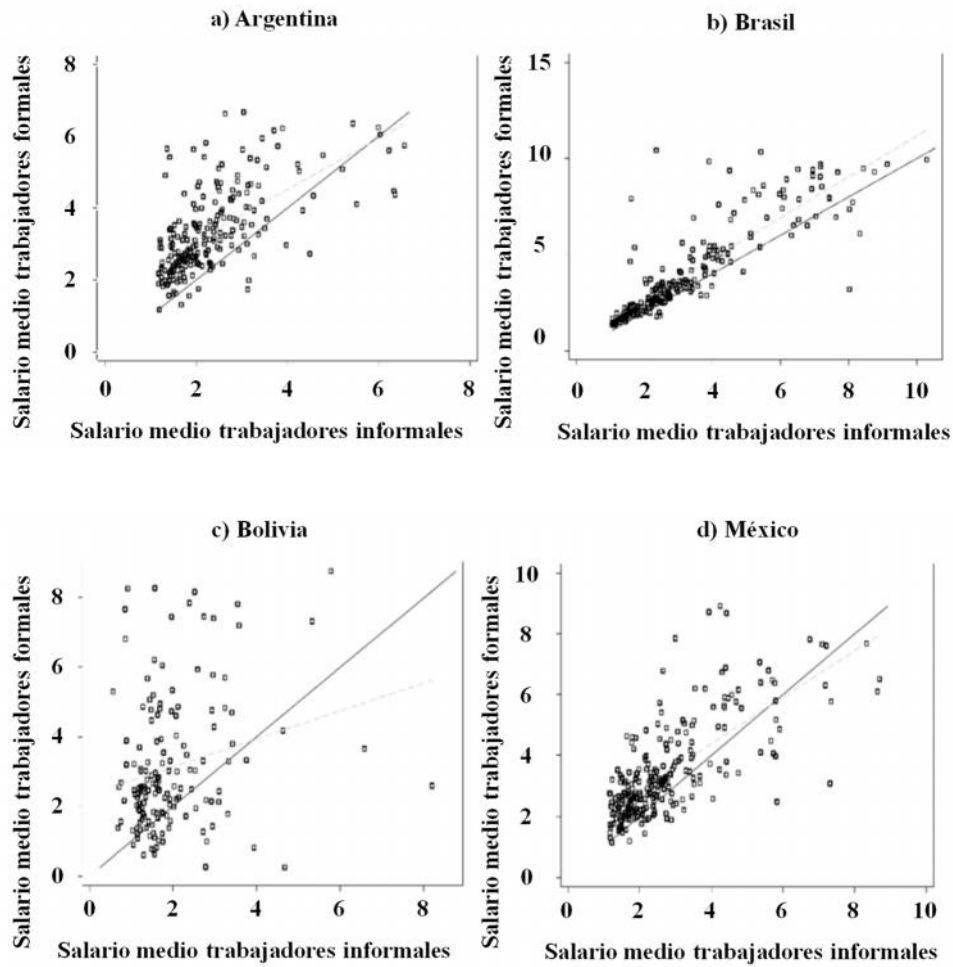 a) Argentina
Salario medio trabajadores formales
8
6
4
2
0
0 2 4 6 8
Salario medio trabajadores informales
b) Brasil
Salario medio trabajadores formales
15
10
5
0
0 2 4 6 8 10
Salario medio trabajadores informales
c) Bolivia
Salario medio trabajadores formales
8
6
4
2
0
0 2 4 6 8
Salario medio trabajadores informales
d) México
Salario medio trabajadores formales
10
8
6
4
2
0
0 2 4 6 8 10
Salario medio trabajadores informales